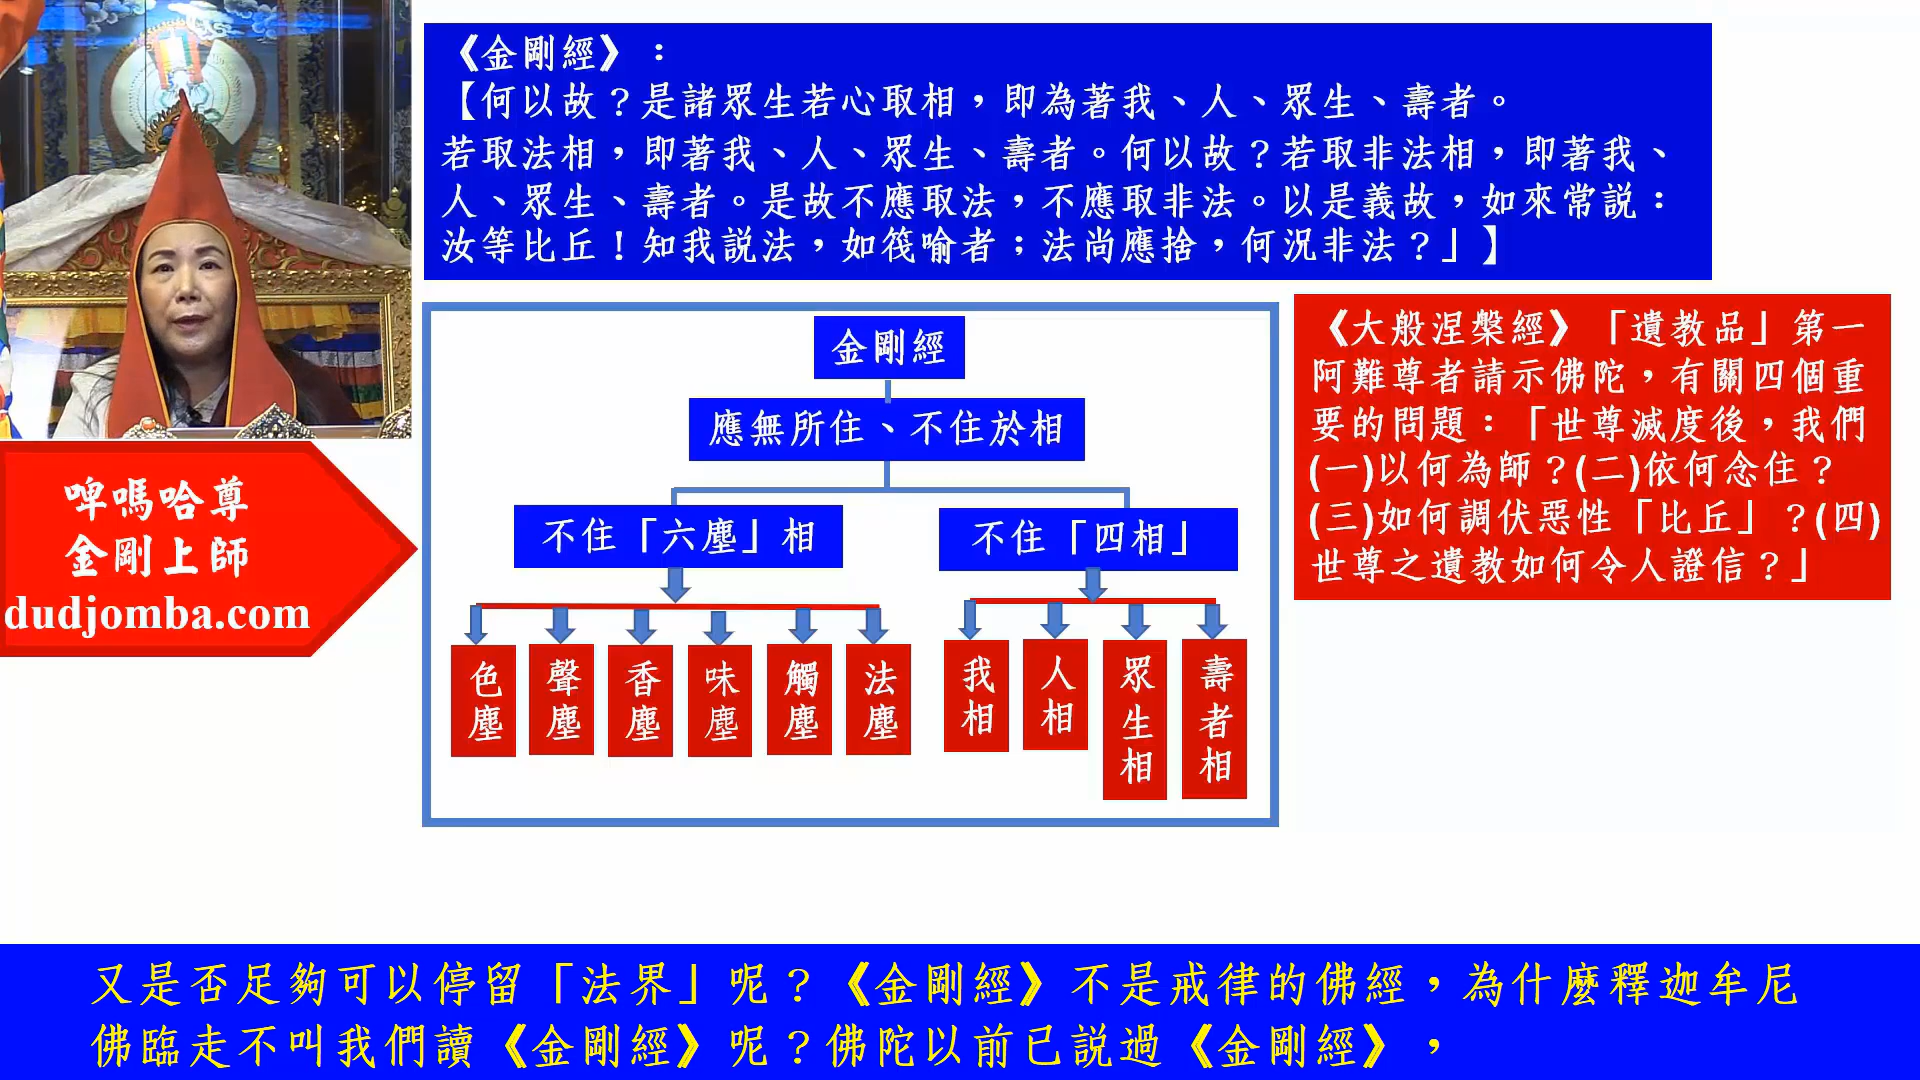 《金剛經》：
【何以故？是諸眾生若心取相，即為著我、人、眾生、壽者。
若取法相，即著我、人、眾生、壽者。何以故？若取非法相，即著我、
人、眾生、壽者。是故不應取法，不應取非法。以是義故，如來常説：
汝等比丘！知我説法，如筏喻者；法尚應捨，何況非法？」】
金剛經
應無所住、不住於相
不住「六塵」相
不住「四相」
色塵
聲塵
香塵
味塵
觸塵
法塵
我相
人相
眾生相
壽者相
《大般涅槃經》「遺教品」第一
阿難尊者請示佛陀，有關四個重
要的問題：「世尊滅度後，我們
(一)以何為師？(二)依何念住？
(三)如何調伏惡性「比丘」？(四)
世尊之遺教如何令人證信？」
啤嗎哈尊
金剛上師
dudjomba.com
又是否足夠可以停留「法界」呢？《金剛經》不是戒律的佛經，為什麼釋迦牟尼
佛臨走不叫我們讀《金剛經》呢？佛陀以前已説過《金剛經》，